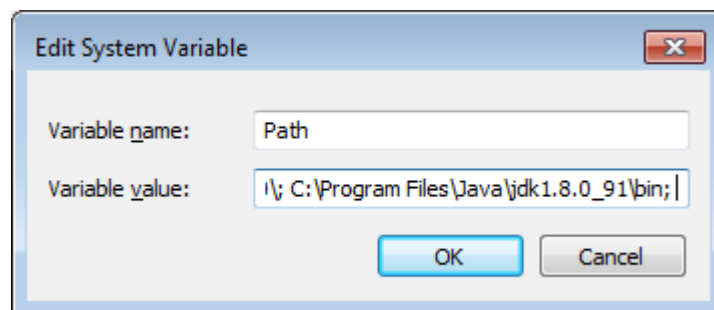 Edit System Variable
Variable name: Path
Variable value: \; C:\Program Files\Java\jdk1.8.0_91\bin;
OK Cancel